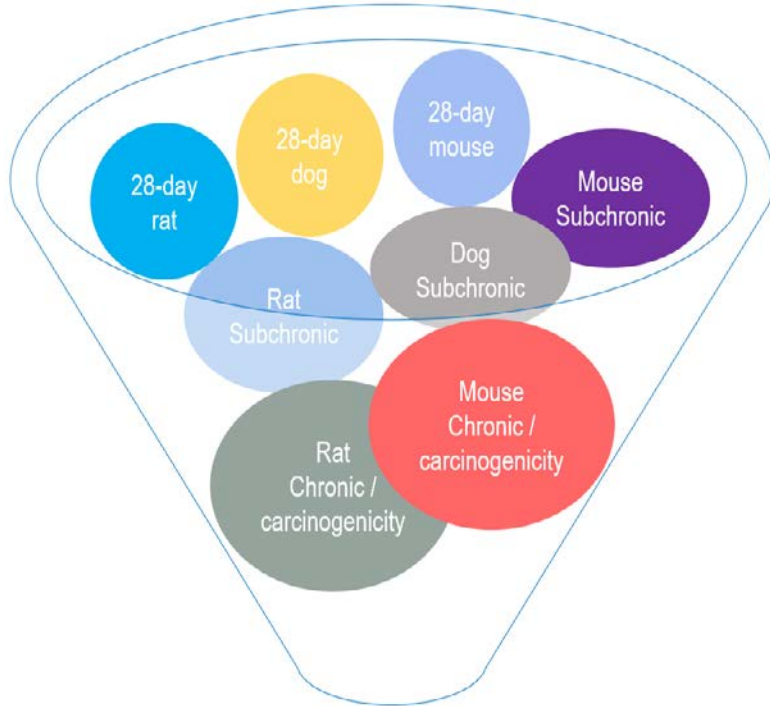 28-day
rat
28-day
dog
28-day
mouse
Mouse
Subchronic
Rat
Subchronic
Dog
Subchronic
Rat
Chronic /
carcinogenicity
Mouse
Chronic /
carcinogenicity